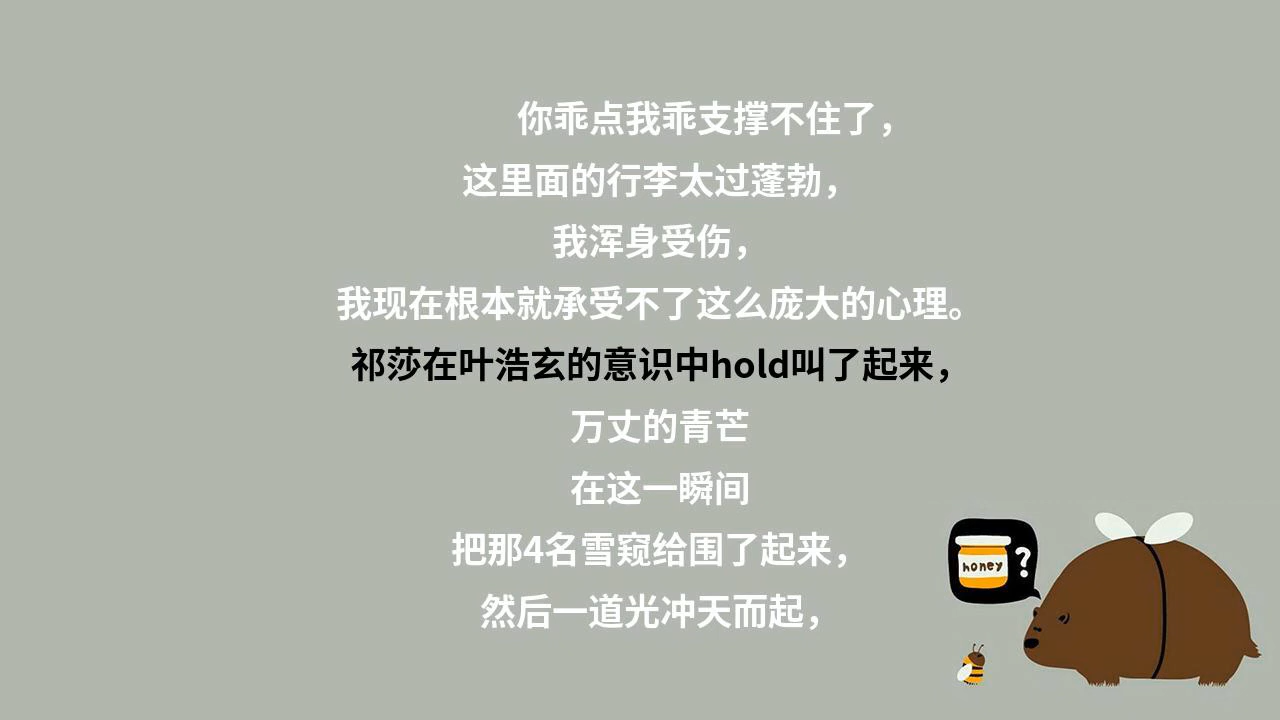 你乖点我乖支撑不住了，
这里面的行李太过蓬勃，
我浑身受伤，
我现在根本就承受不了这么庞大的心理。
祁莎在叶浩玄的意识中hold叫了起来，
万丈的青芒
在这一瞬间
把那4名雪窥给围了起来，
然后一道光冲天而起，
honey
?